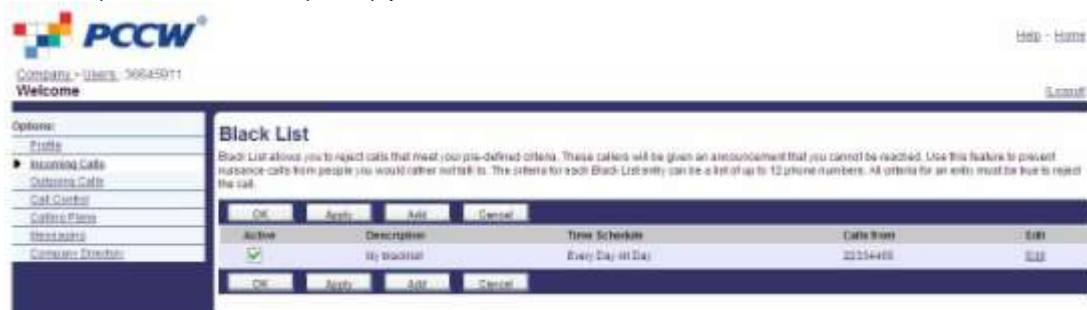 PCCW®
Help - Home
Company > Users : 36645911
Welcome
Logout
Options:
Profile
Incoming Calls
Outgoing Calls
Call Control
Calling Plans
Messaging
Company Directory
Black List
Black List allows you to reject calls that meet your pre-defined criteria. These callers will be given an announcement that you cannot be reached. Use this feature to prevent
nuisance calls from people you would rather not talk to. The criteria for each Black List entry can be a list of up to 12 phone numbers. All criteria for an entry must be true to reject
the call.
OK Apply Add Cancel
Active Description Time Schedule Calls from Edit
My blacklist Every Day All Day Edit
OK Apply Add Cancel